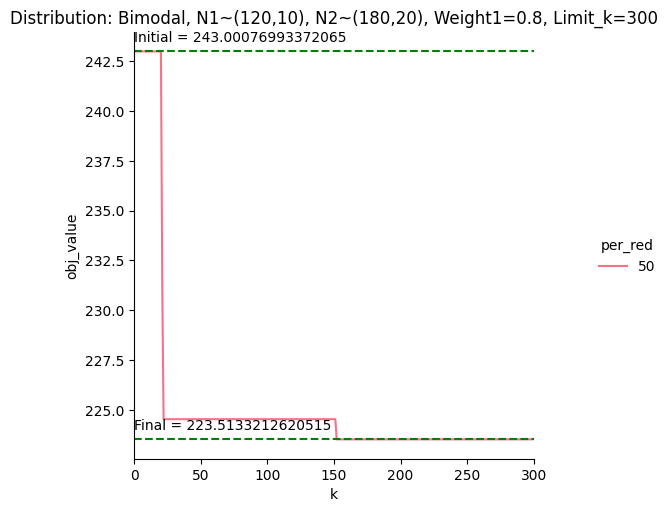 Distribution: Bimodal, N1~(120,10), N2~(180,20), Weight1=0.8, Limit_k=300
Initial = 243.00076993372065
242.5
240.0
237.5
235.0
232.5
230.0
227.5
225.0
obj_value
per_red
50
Final = 223.5133212620515
0 50 100 150 200 250 300
k